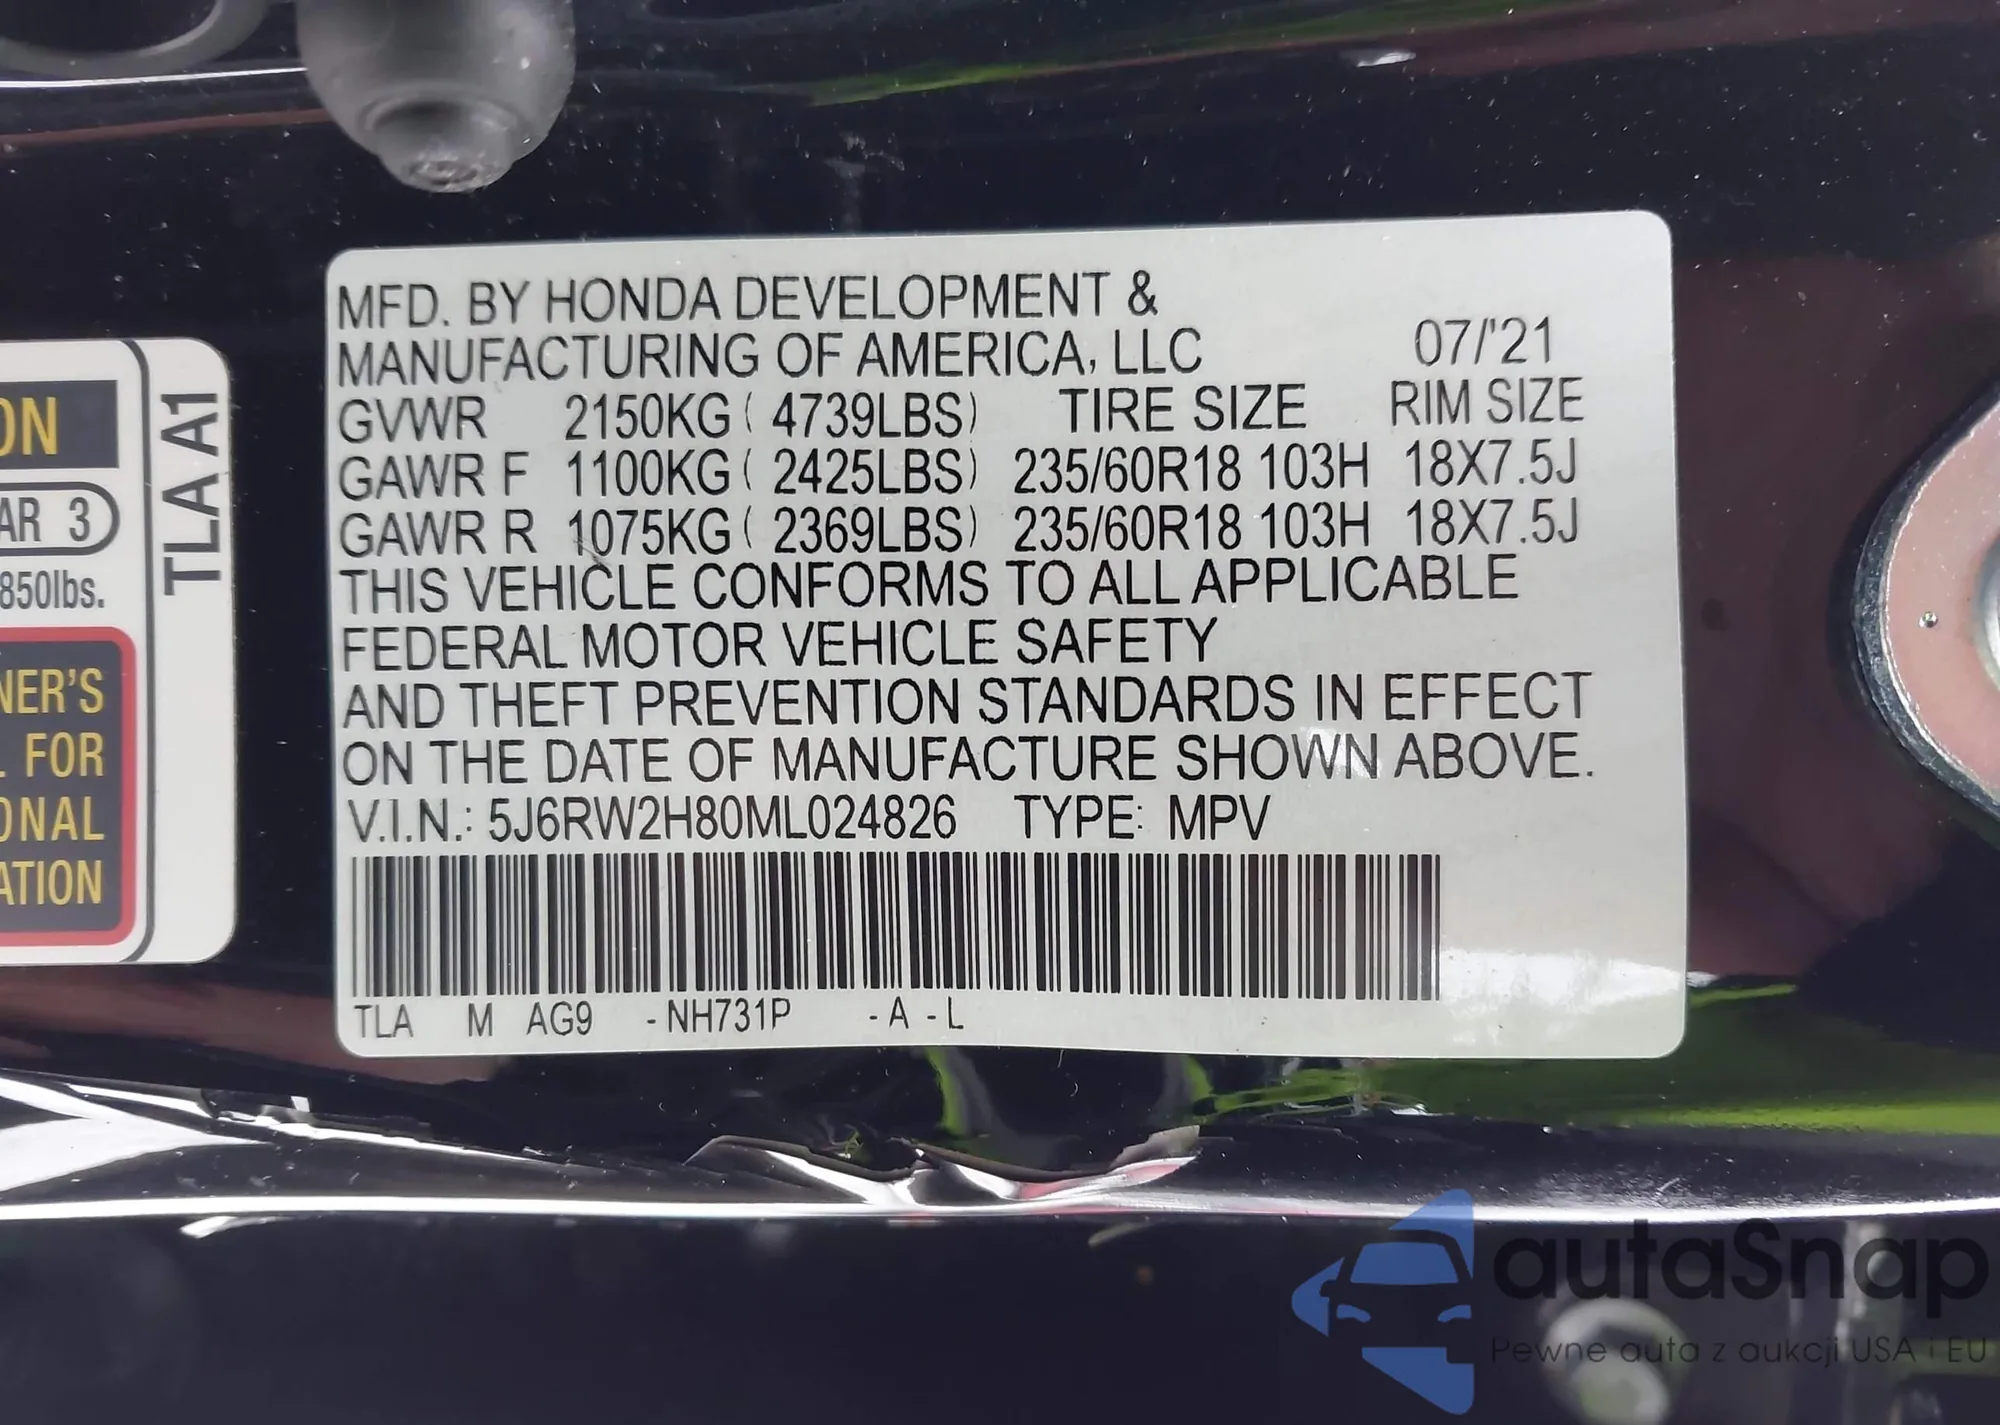 MFD. BY HONDA DEVELOPMENT &
MANUFACTURING OF AMERICA, LLC 07/'21
GVWR 2150KG ( 4739LBS) TIRE SIZE RIM SIZE
GAWR F 1100KG ( 2425LBS) 235/60R18 103H 18X7.5J
GAWR R 1075KG ( 2369LBS) 235/60R18 103H 18X7.5J
THIS VEHICLE CONFORMS TO ALL APPLICABLE
FEDERAL MOTOR VEHICLE SAFETY
AND THEFT PREVENTION STANDARDS IN EFFECT
ON THE DATE OF MANUFACTURE SHOWN ABOVE.
V.I.N.: 5J6RW2H80ML024826 TYPE: MPV
TLA M AG9 -NH731P -A -L
ON
AR 3
850lbs.
NER'S
L FOR
ONAL
ATION
TLA A1
autaSnap
Pewne auta z aukcji USA i EU